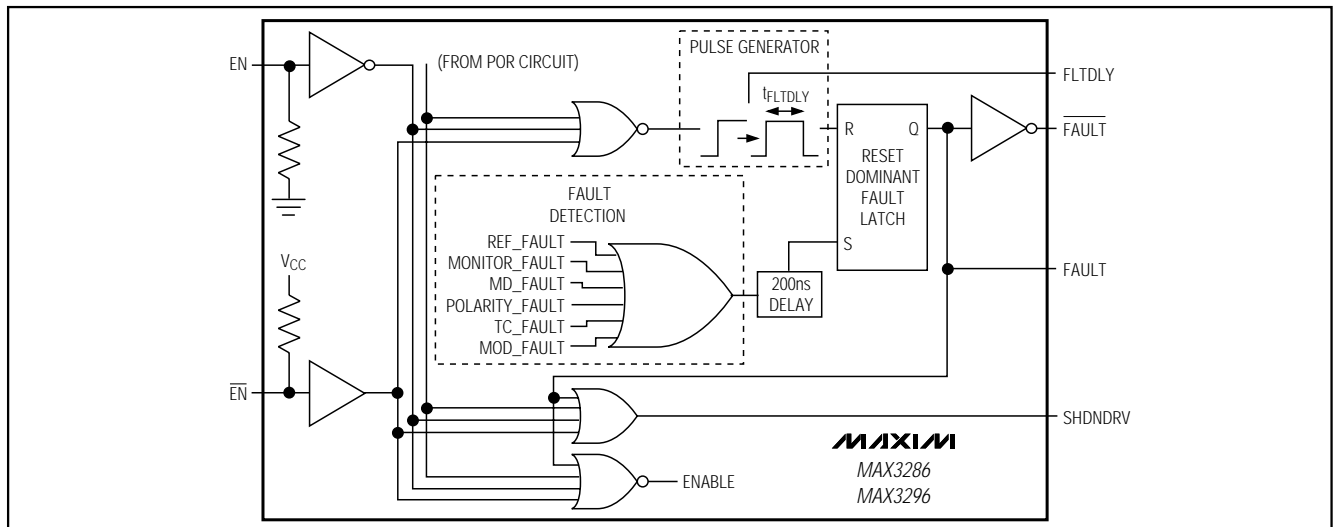 PULSE GENERATOR
EN
(FROM POR CIRCUIT)
FLTDLY
tFLTDLY
R
Q
FAULT
RESET
DOMINANT
FAULT
LATCH
FAULT
DETECTION
REF_FAULT
MONITOR_FAULT
MD_FAULT
POLARITY_FAULT
TC_FAULT
MOD_FAULT
S
VCC
200ns
DELAY
FAULT
EN
SHDNDRV
MAXIM
MAX3286
MAX3296
ENABLE